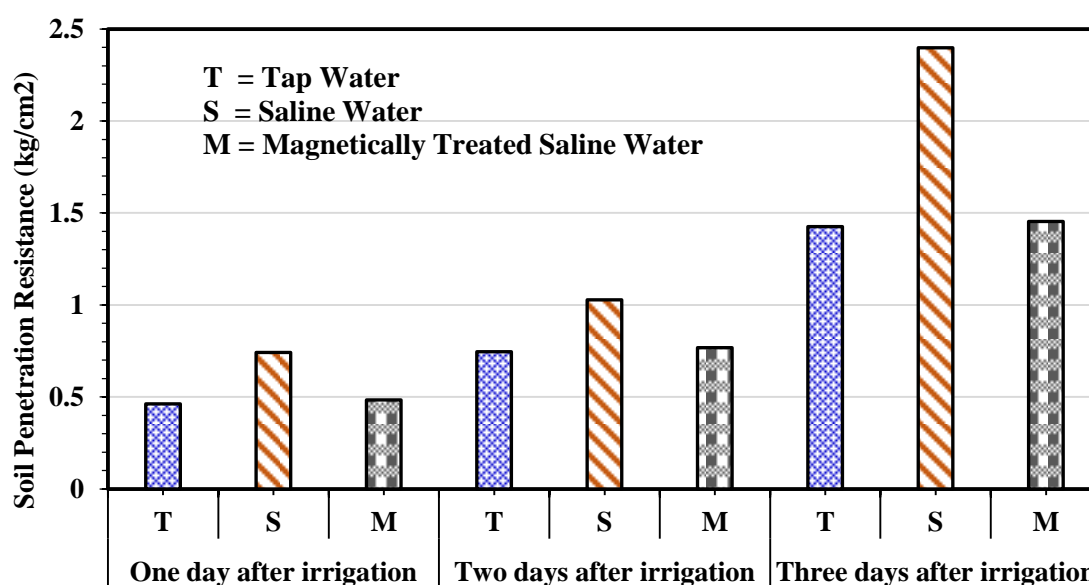 2.5
2
1.5
1
0.5
0
Soil Penetration Resistance (kg/cm2)
T = Tap Water
S = Saline Water
M = Magnetically Treated Saline Water
T S M T S M T S M
One day after irrigation Two days after irrigation Three days after irrigation